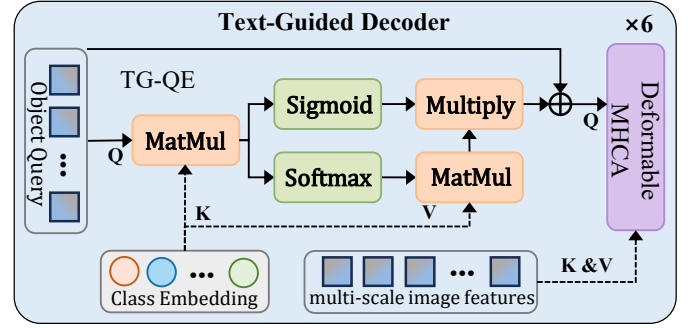 Text-Guided Decoder
×6
TG-QE
Object Query
Q
MatMul
Sigmoid
Softmax
Multiply
MatMul
Q
Deformable
MHCA
K
V
Class Embedding
multi-scale image features
K &V